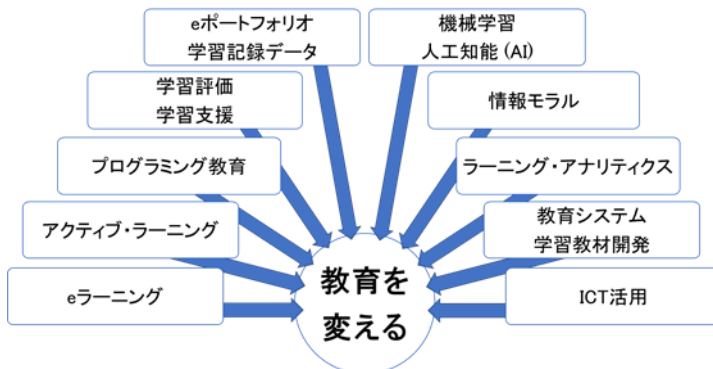 eポートフォリオ
学習記録データ
機械学習
人工知能 (AI)
学習評価
学習支援
情報モラル
プログラミング教育
ラーニング・アナリティクス
アクティブ・ラーニング
教育システム
学習教材開発
eラーニング
ICT活用
教育を
変える